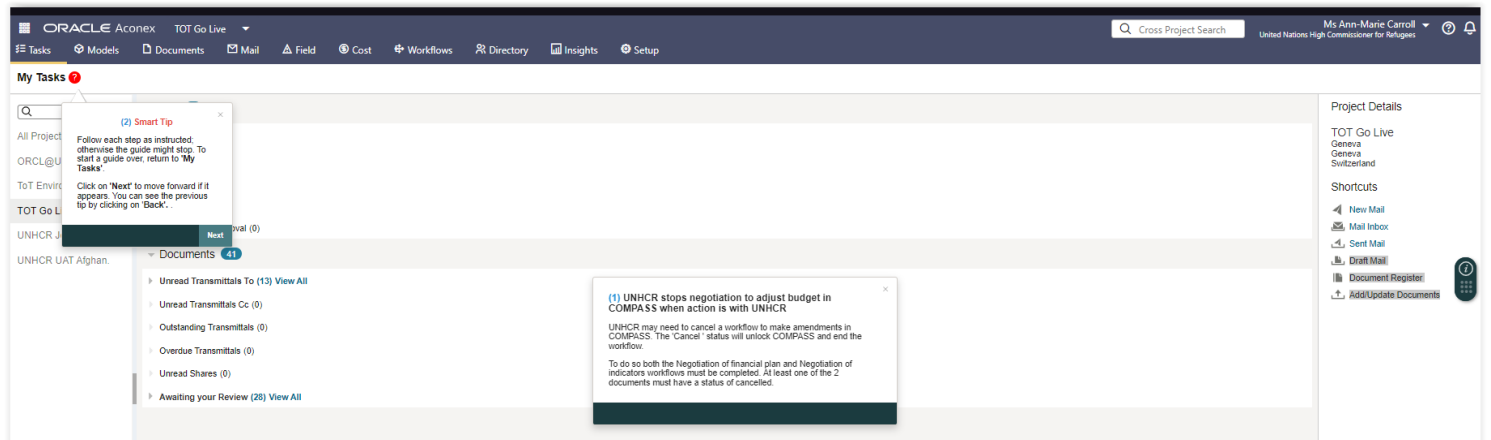 ORACLE Aconex TOT Go Live
Cross Project Search
Ms Ann-Marie Carroll
United Nations High Commissioner for Refugees
Tasks Models Documents Mail Field Cost Workflows Directory Insights Setup
My Tasks ?
All Project
ORCL@U
ToT Enviro
TOT Go Li
UNHCR J
UNHCR UAT Afghan.
(2) Smart Tip
Follow each step as instructed;
otherwise the guide might stop. To
start a guide over, return to 'My
Tasks'.
Click on 'Next' to move forward if it
appears. You can see the previous
tip by clicking on 'Back'. .
Next
oval (0)
Documents 41
Unread Transmittals To (13) View All
Unread Transmittals Cc (0)
Outstanding Transmittals (0)
Overdue Transmittals (0)
Unread Shares (0)
Awaiting your Review (28) View All
(1) UNHCR stops negotiation to adjust budget in
COMPASS when action is with UNHCR
UNHCR may need to cancel a workflow to make amendments in
COMPASS. The 'Cancel ' status will unlock COMPASS and end the
workflow.
To do so both the Negotiation of financial plan and Negotiation of
indicators workflows must be completed. At least one of the 2
documents must have a status of cancelled.
Project Details
TOT Go Live
Geneva
Geneva
Switzerland
Shortcuts
New Mail
Mail Inbox
Sent Mail
Draft Mail
Document Register
Add/Update Documents